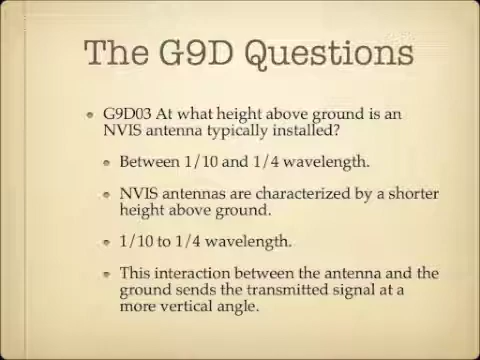 The G9D Questions
G9D03 At what height above ground is an
NVIS antenna typically installed?
Between 1/10 and 1/4 wavelength.
NVIS antennas are characterized by a shorter
height above ground.
1/10 to 1/4 wavelength.
This interaction between the antenna and the
ground sends the transmitted signal at a
more vertical angle.